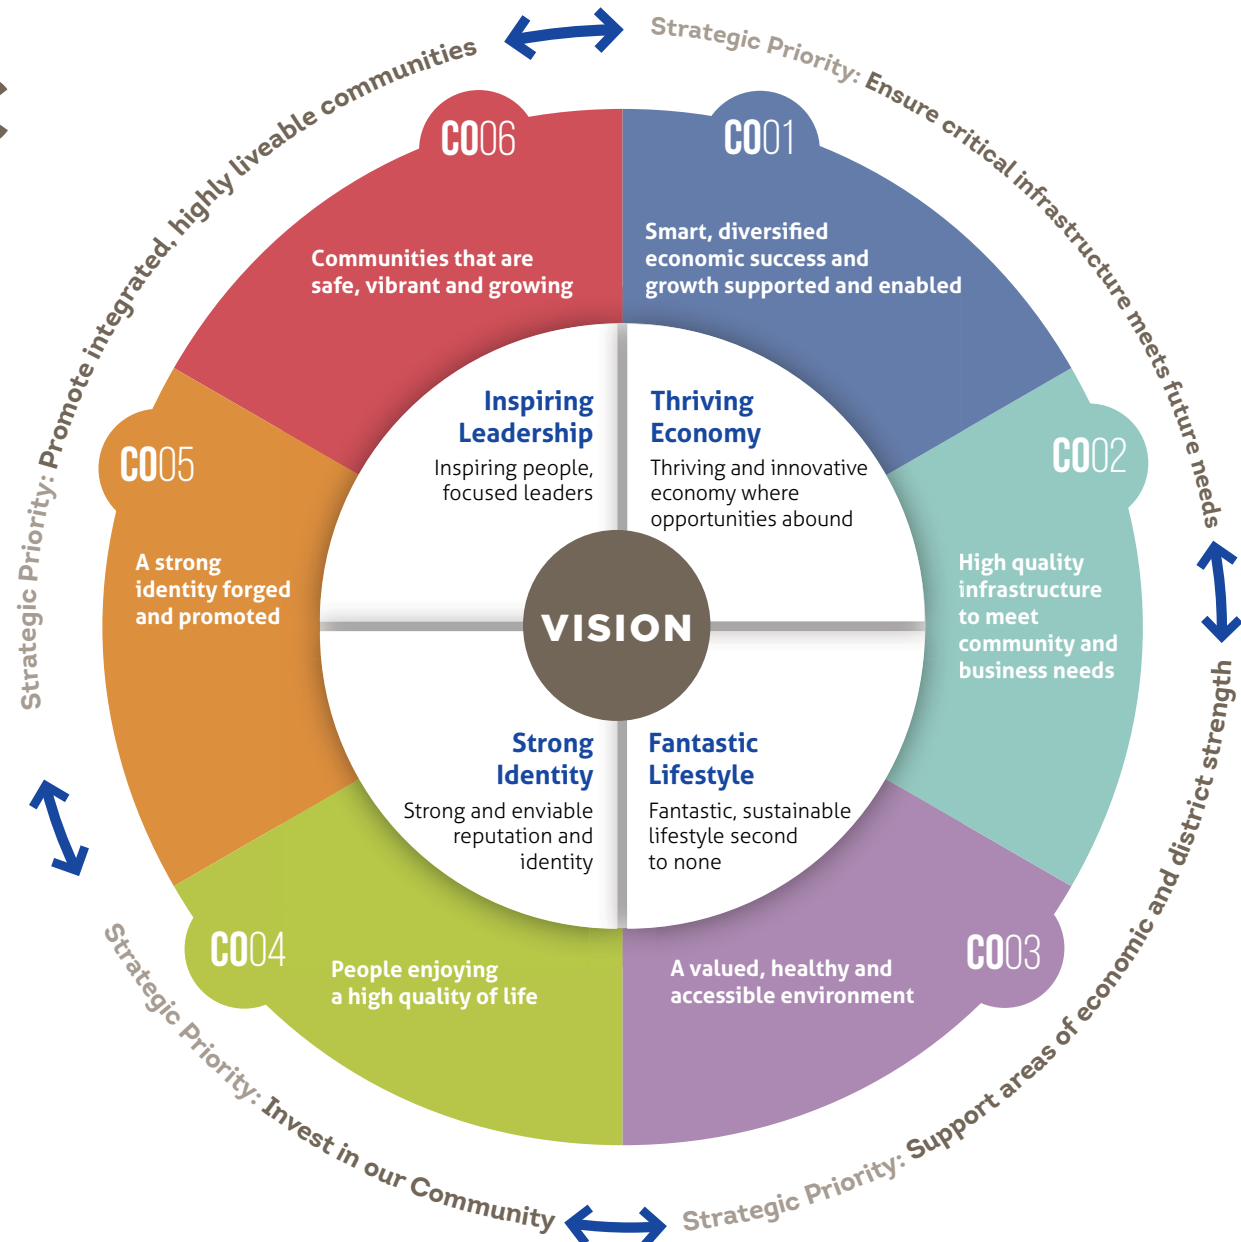 Strategic Priority: Ensure critical infrastructure meets future needs
Strategic Priority: Support areas of economic and district strength
Strategic Priority: Invest in our Community
Strategic Priority: Promote integrated, highly liveable communities
CO01
Smart, diversified
economic success and
growth supported and enabled
CO02
High quality
infrastructure
to meet
community and
business needs
CO03
A valued, healthy and
accessible environment
CO04
People enjoying
a high quality of life
CO05
A strong
identity forged
and promoted
CO06
Communities that are
safe, vibrant and growing
Inspiring
Leadership
Inspiring people,
focused leaders
Thriving
Economy
Thriving and innovative
economy where
opportunities abound
VISION
Strong
Identity
Strong and enviable
reputation and
identity
Fantastic
Lifestyle
Fantastic, sustainable
lifestyle second
to none